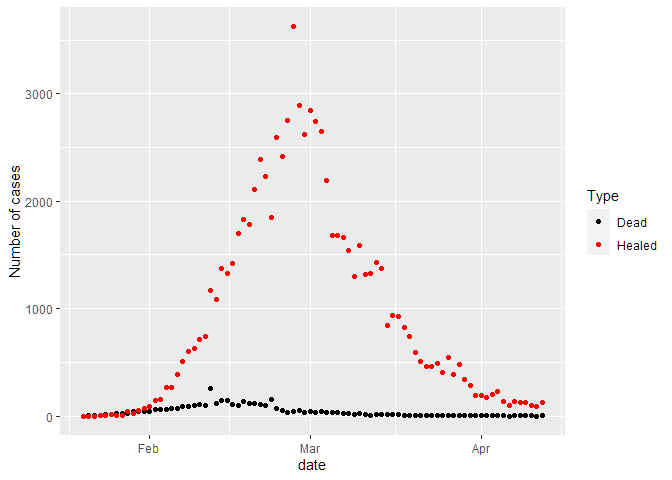 3000
2000
1000
0
Number of cases
Feb
Mar
Apr
date
Type
Dead
Healed